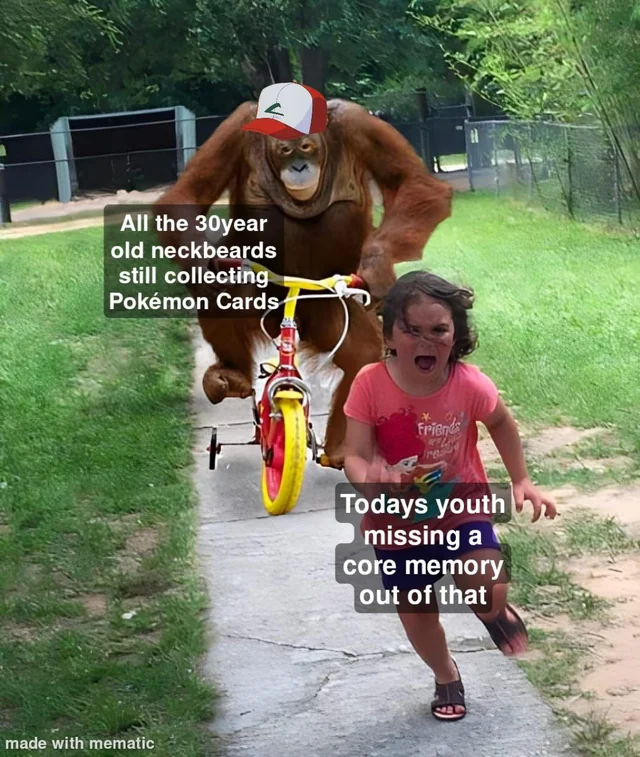 All the 30year
old neckbeards
still collecting
Pokémon Cards
Friends
Todays youth
missing a
core memory
out of that
made with mematic